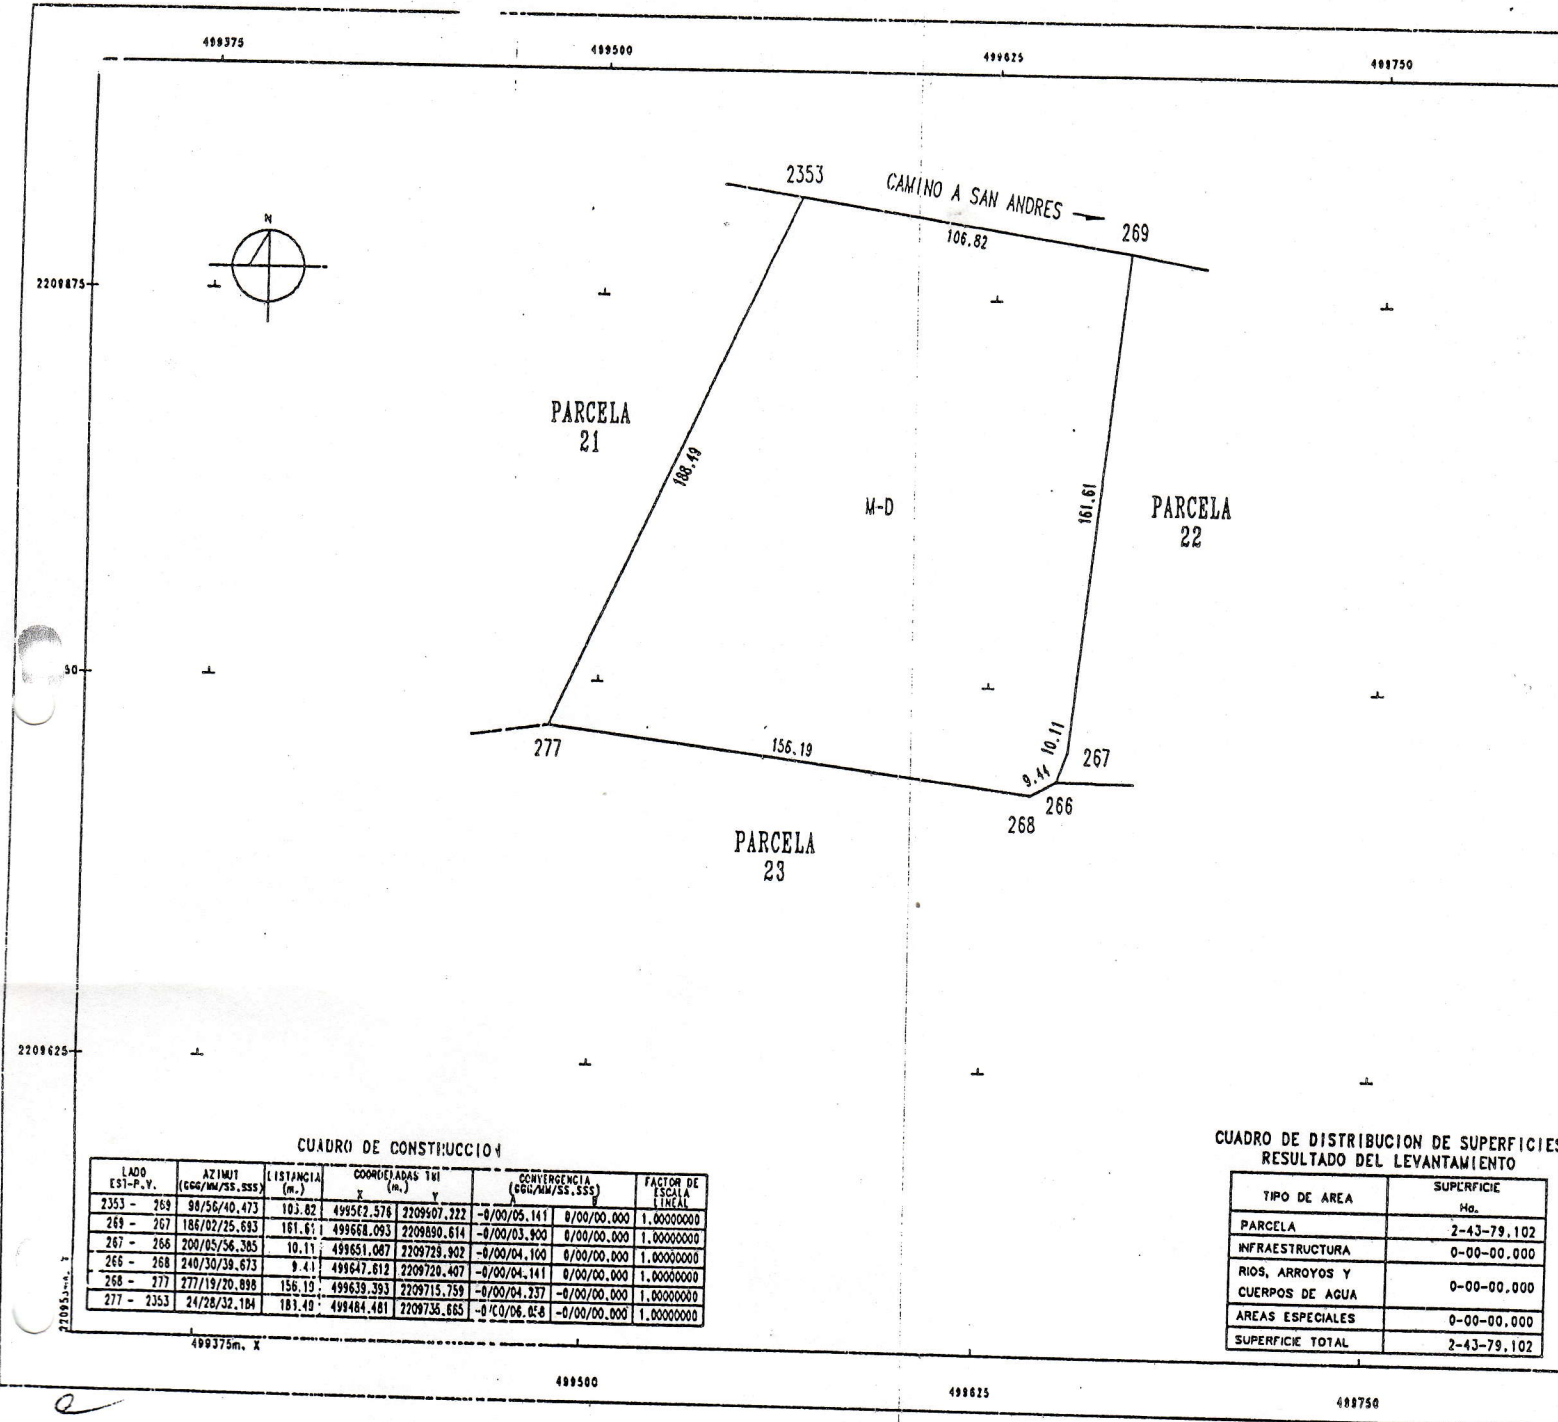 499375 499500 499625 499750
2353
CAMINO A SAN ANDRES
269
106.82
N
2209875
PARCELA
21
188.49
M-D
161.61
PARCELA
22
50
277
156.19
10.11
267
9.44
266
268
PARCELA
23
2209625
CUADRO DE CONSTRUCCION
LADO EST-P.V. AZIMUT (GGG/MM/SS.SSS) DISTANCIA (m.) COORDENADAS (m.) X Y CONVERGENCIA (GGG/MM/SS.SSS) A B FACTOR DE ESCALA LINEAL
2353 - 269 98/56/40.473 499562.576 2209907.222 -0/00/05.141 0/00/00.000 1.00000000
269 - 267 186/02/25.693 161.61 499668.093 2209890.614 -0/00/03.900 0/00/00.000 1.00000000
267 - 266 200/05/56.385 10.11 499651.087 2209729.902 -0/00/04.100 0/00/00.000 1.00000000
266 - 268 240/30/39.673 499647.612 2209720.407 -0/00/04.141 0/00/00.000 1.00000000
268 - 277 277/19/20.898 156.19 499639.393 2209715.759 -0/00/04.237 -0/00/00.000 1.00000000
277 - 2353 24/28/32.184 499484.481 2209735.665 -0/00/00.000 1.00000000
499375m. X
499500 499625 499750
CUADRO DE DISTRIBUCION DE SUPERFICIES
RESULTADO DEL LEVANTAMIENTO
TIPO DE AREA SUPERFICIE Ha.
PARCELA 2-43-79.102
INFRAESTRUCTURA 0-00-00.000
RIOS, ARROYOS Y CUERPOS DE AGUA 0-00-00.000
AREAS ESPECIALES 0-00-00.000
SUPERFICIE TOTAL 2-43-79.102